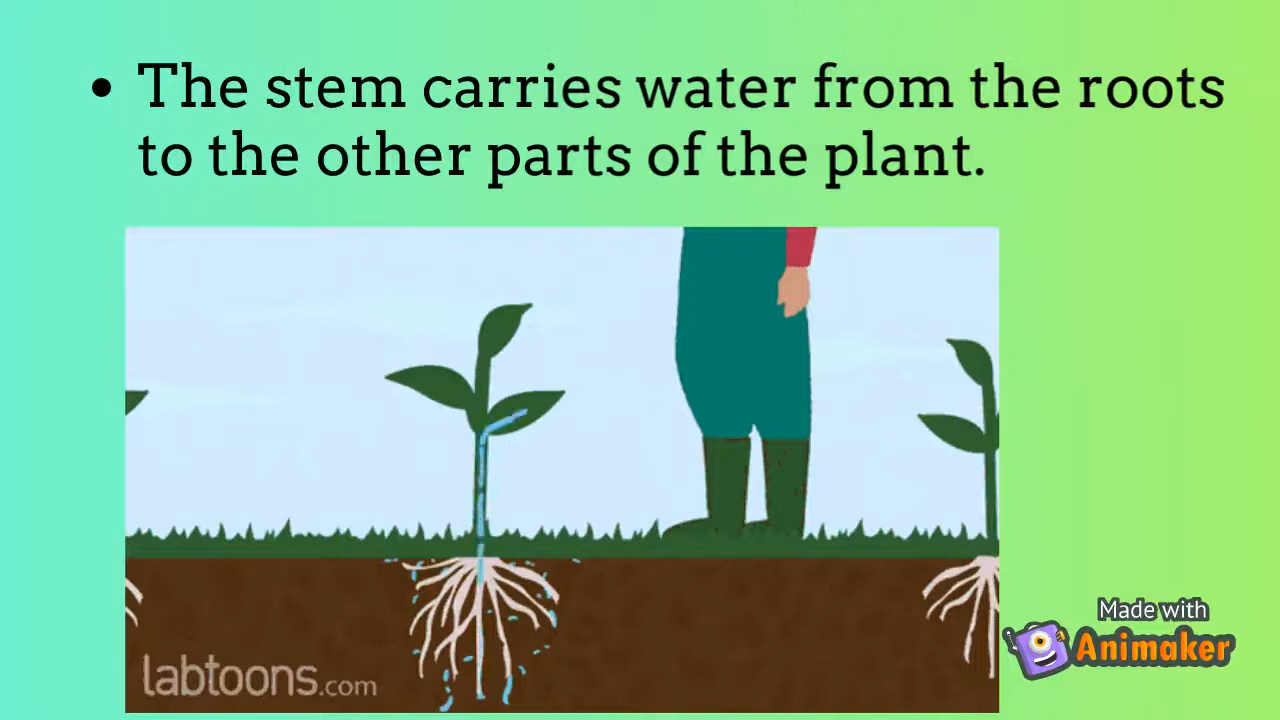 • The stem carries water from the roots
to the other parts of the plant.
labtoons.com
Made with
Animaker